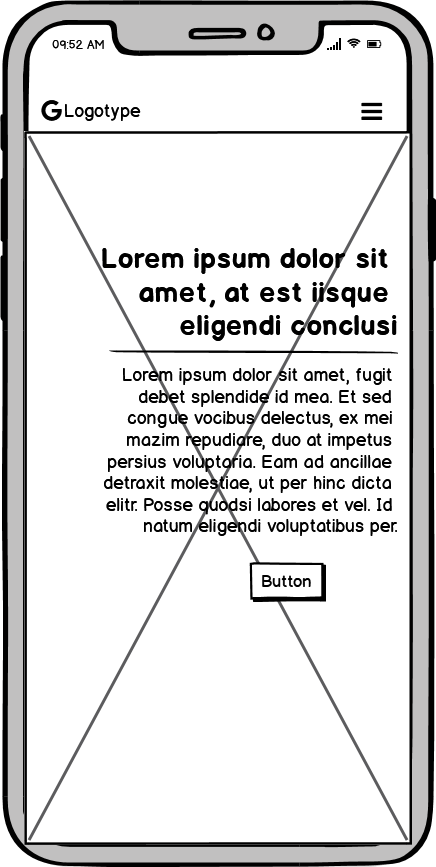 09:52 AM
GLogotype
Lorem ipsum dolor sit
amet, at est iisque
eligendi conclusi
Lorem ipsum dolor sit amet, fugit
debet splendide id mea. Et sed
congue vocibus delectus, ex mei
mazim repudiare, duo at impetus
persius voluptaria. Eam ad ancillae
detraxit molestiae, ut per hinc dicta
elitr. Posse quodsi labores et vel. Id
natum eligendi voluptatibus per.
Button